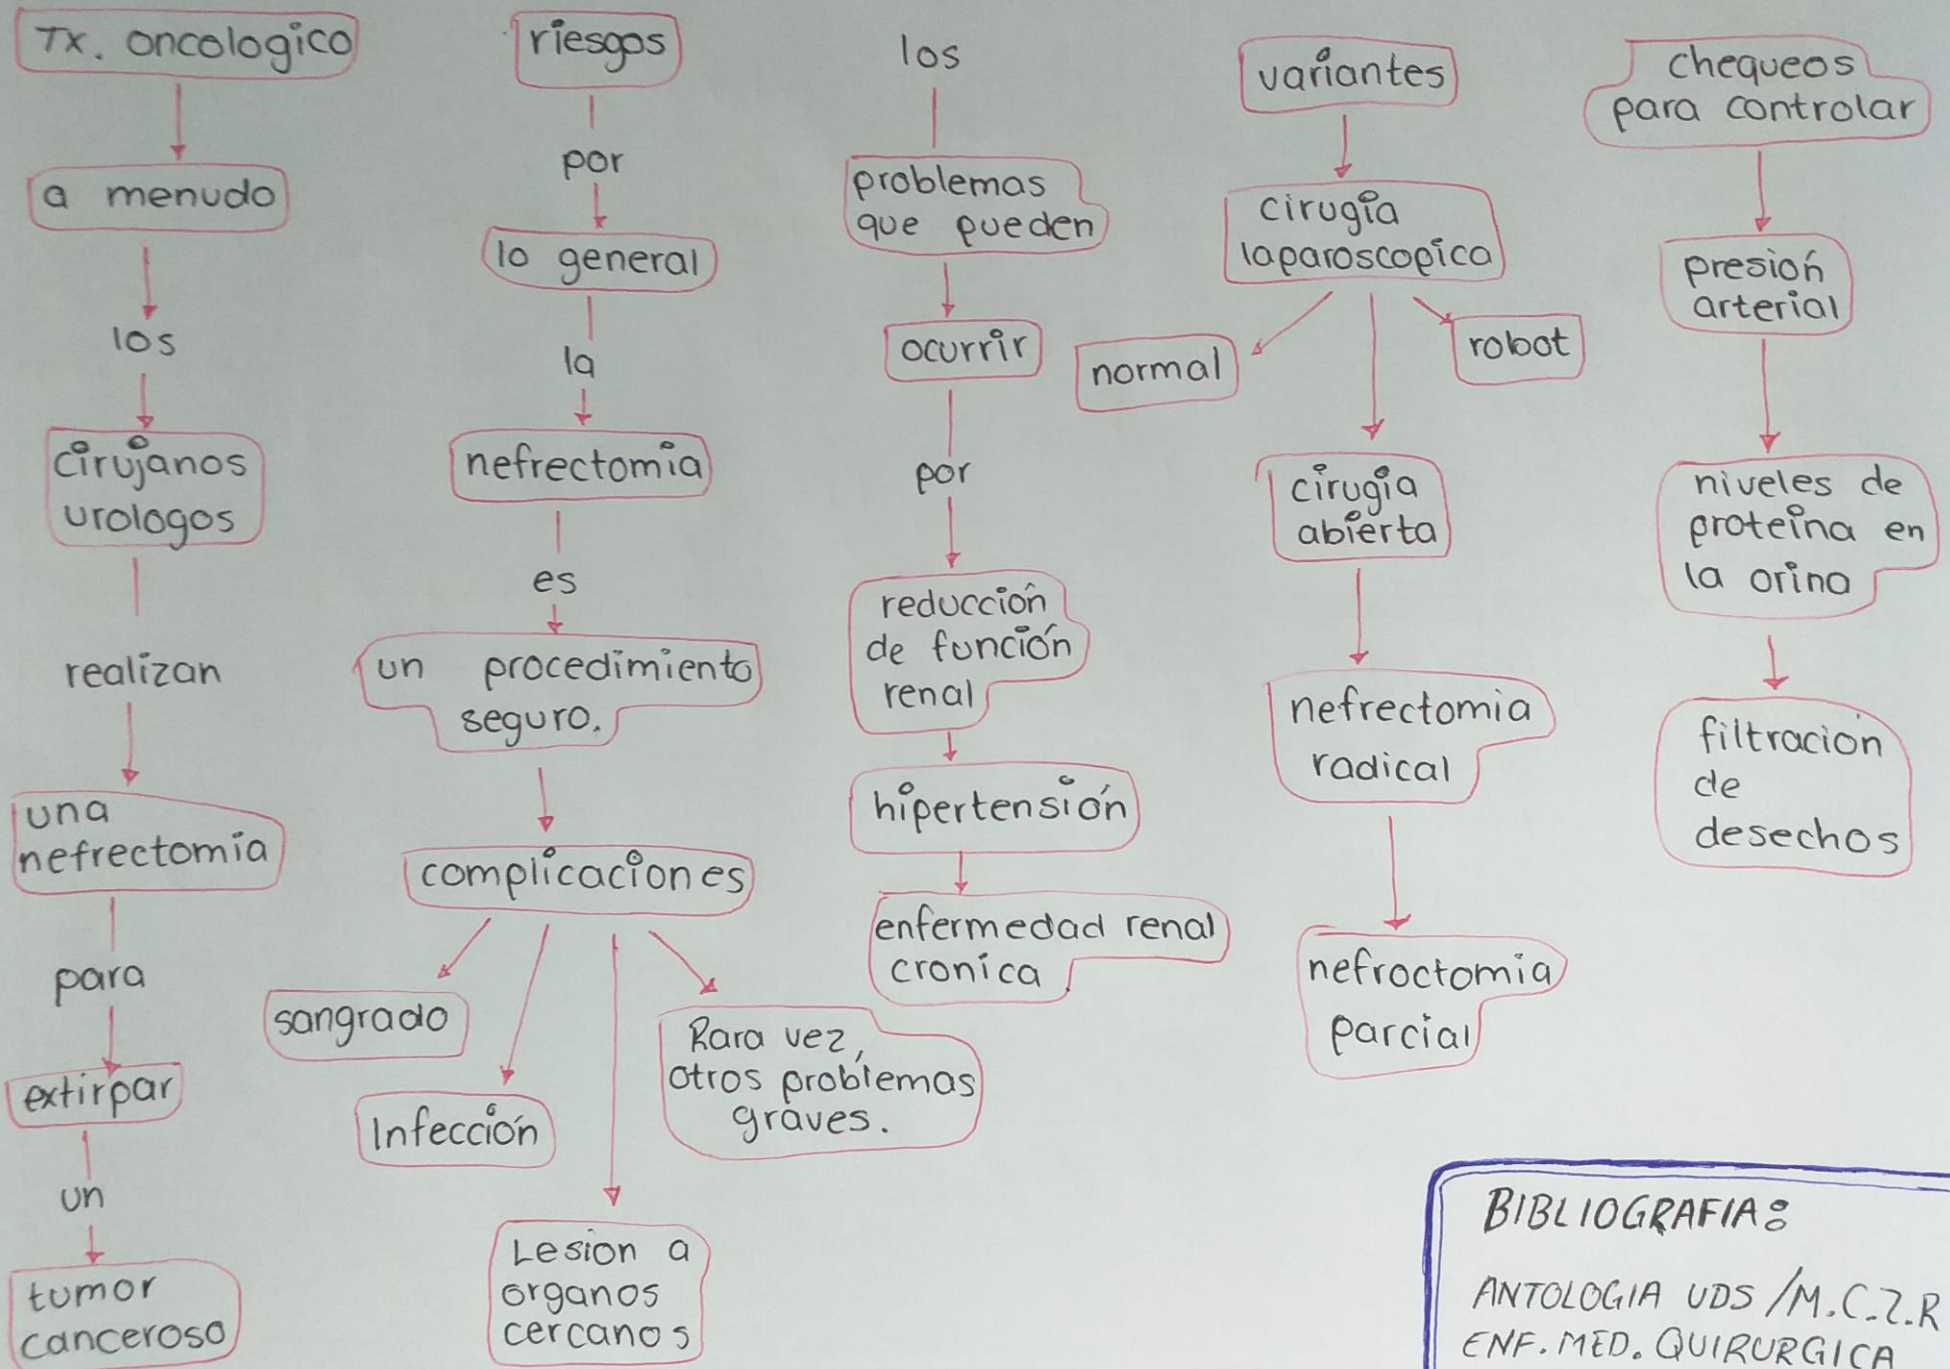 Tx. oncologico
a menudo
los
cirujanos
urologos
realizan
una
nefrectomia
para
extirpar
un
tumor
canceroso
riesgos
por
lo general
la
nefrectomia
es
un procedimiento
seguro.
complicaciones
sangrado
Infección
Lesion a
organos
cercanos
Rara vez,
otros problemas
graves.
los
problemas
que pueden
ocurrir
por
reducción
de función
renal
hipertensión
enfermedad renal
cronica
variantes
cirugia
laparoscopica
normal
robot
cirugia
abierta
nefrectomia
radical
nefroctomia
parcial
chequeos
para controlar
presión
arterial
niveles de
proteina en
la orina
filtración
de
desechos
BIBLIOGRAFIA:
ANTOLOGIA UDS/M.C.Z.R
ENF. MED. QUIRURGICA